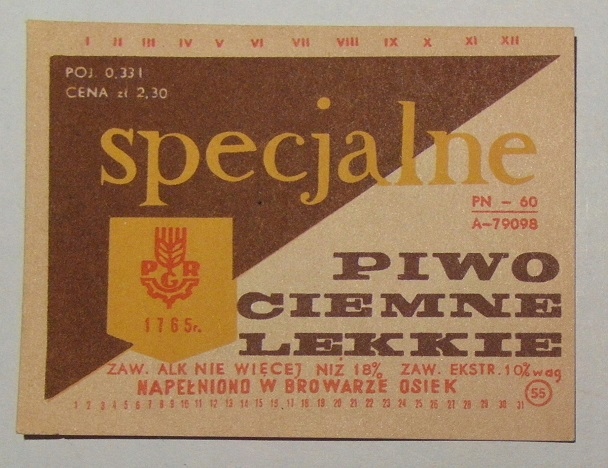 I II III IV V VI VII VIII IX X XI XII
POJ. 0,33 l
CENA zł 2,30
specjalne
PN - 60
A-79098
PGR
1765r.
PIWO
CIEMNE
LEKKIE
ZAW. ALK NIE WIĘCEJ NIŻ 18% ZAW. EKSTR. 10% wag
NAPEŁNIONO W BROWARZE OSIEK
55
1 2 3 4 5 6 7 8 9 10 11 12 13 14 15 16 17 18 19 20 21 22 23 24 25 26 27 28 29 30 31